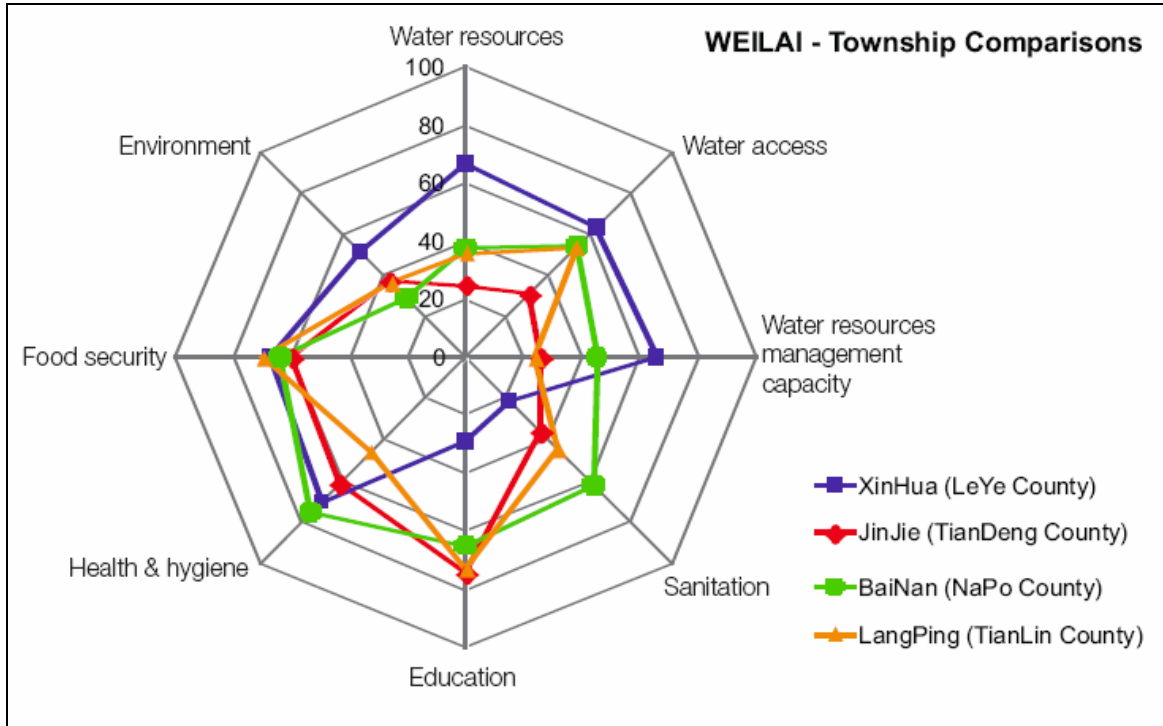 Water resources
WEILAI - Township Comparisons
100
80
60
40
20
0
Environment
Water access
Food security
Water resources
management
capacity
Health & hygiene
Sanitation
Education
XinHua (LeYe County)
JinJie (TianDeng County)
BaiNan (NaPo County)
LangPing (TianLin County)